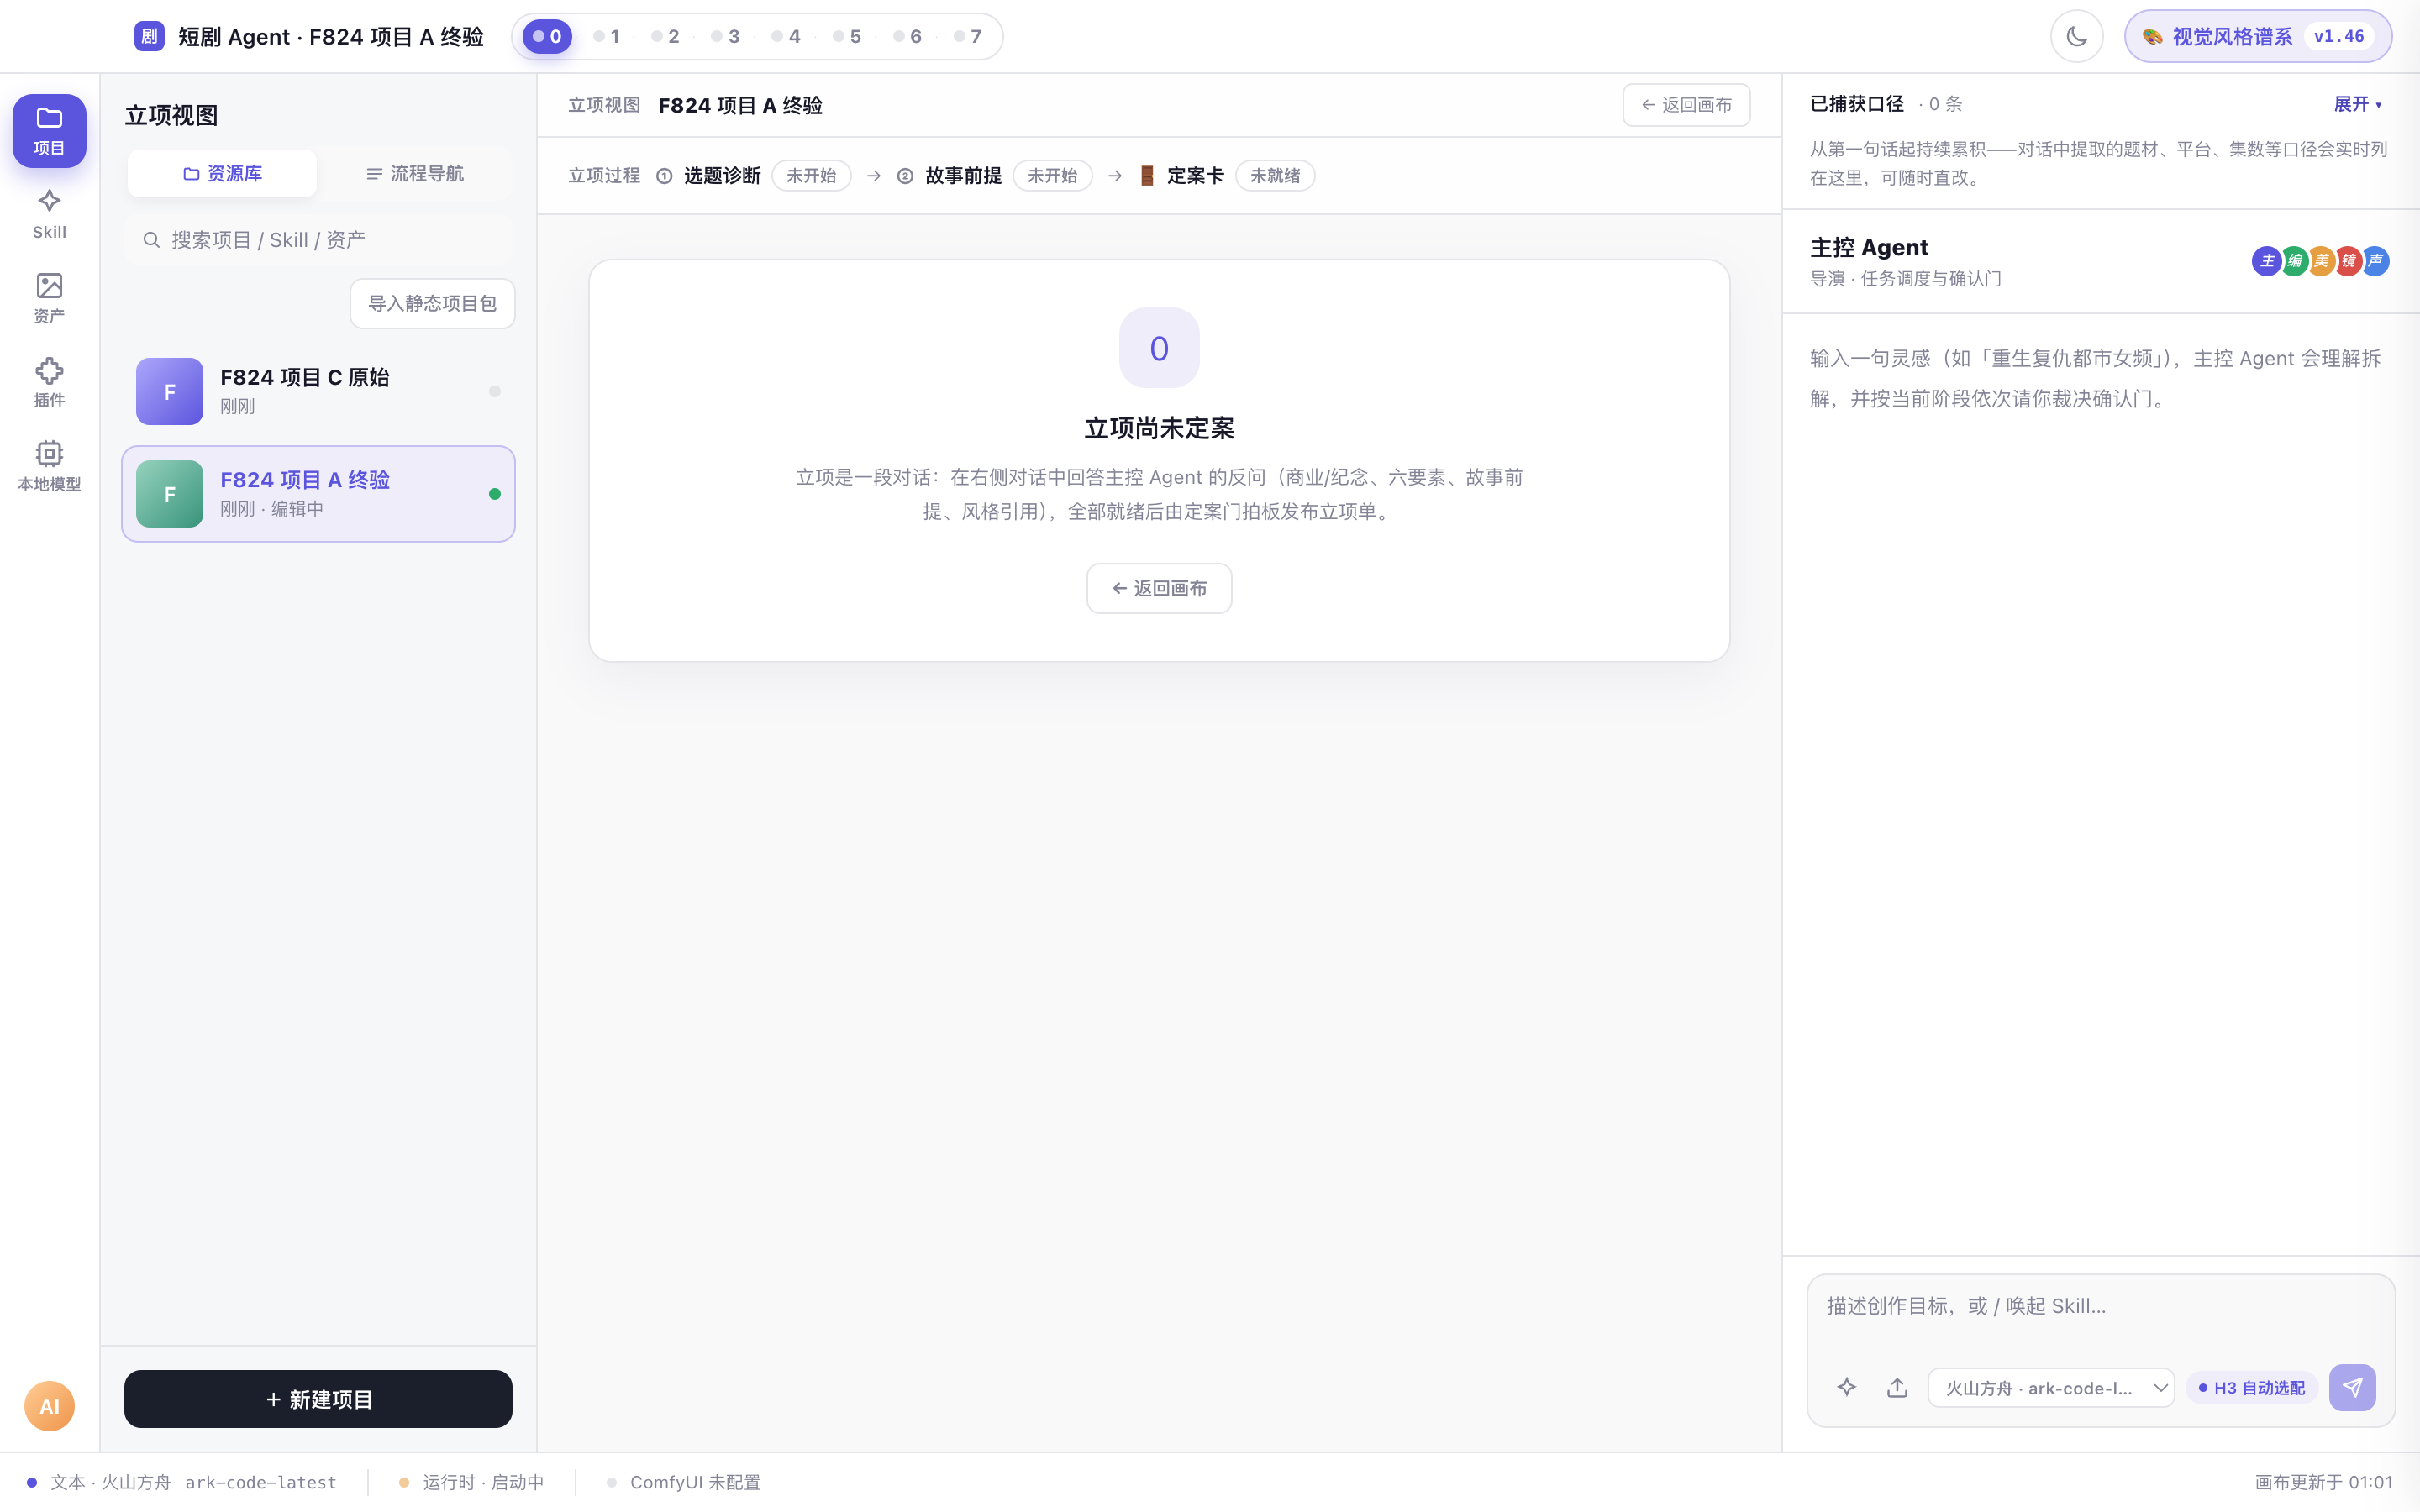 剧 短剧 Agent · F824 项目 A 终验
0 · 1 · 2 · 3 · 4 · 5 · 6 · 7
视觉风格谱系 v1.46
项目
Skill
资产
插件
本地模型
AI
立项视图
资源库
流程导航
搜索项目 / Skill / 资产
导入静态项目包
F
F824 项目 C 原始
刚刚
F
F824 项目 A 终验
刚刚 · 编辑中
+ 新建项目
立项视图 F824 项目 A 终验
← 返回画布
立项过程 ① 选题诊断 未开始 → ② 故事前提 未开始 → 定案卡 未就绪
0
立项尚未定案
立项是一段对话：在右侧对话中回答主控 Agent 的反问（商业/纪念、六要素、故事前
提、风格引用），全部就绪后由定案门拍板发布立项单。
← 返回画布
已捕获口径 · 0 条
展开 ▾
从第一句话起持续累积——对话中提取的题材、平台、集数等口径会实时列
在这里，可随时直改。
主控 Agent
导演 · 任务调度与确认门
主 编 美 镜 声
输入一句灵感（如「重生复仇都市女频」），主控 Agent 会理解拆
解，并按当前阶段依次请你裁决确认门。
描述创作目标，或 / 唤起 Skill...
火山方舟 · ark-code-l...
H3 自动选配
文本 · 火山方舟 ark-code-latest
运行时 · 启动中
ComfyUI 未配置
画布更新于 01:01